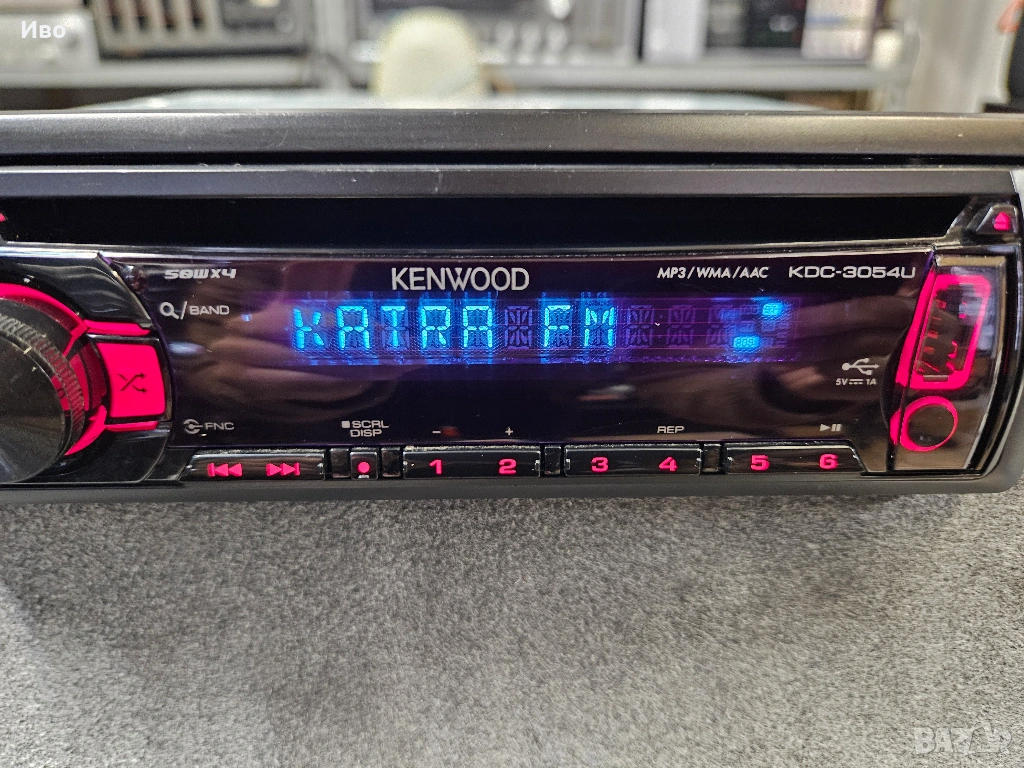 Иво
50WX4
KENWOOD
MP3/WMA/AAC
KDC-3054U
/BAND
KATRA FM
5V 1A
FNC
SCRL
DISP
- +
REP
1 2 3 4 5 6
BAZAR